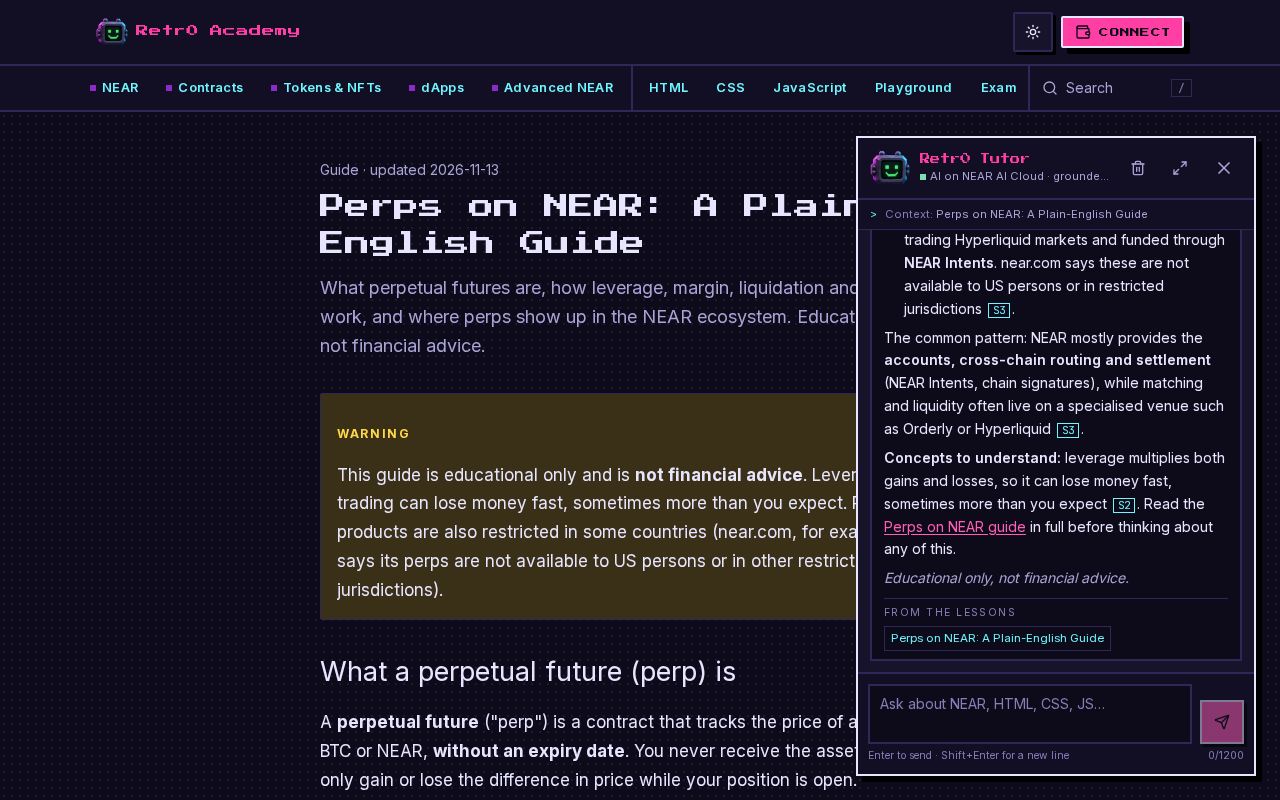 Retr0 Academy
CONNECT
NEAR
Contracts
Tokens & NFTs
dApps
Advanced NEAR
HTML
CSS
JavaScript
Playground
Exam
Search
/
Guide · updated 2026-11-13
Perps on NEAR: A Plain
English Guide
What perpetual futures are, how leverage, margin, liquidation and
work, and where perps show up in the NEAR ecosystem. Educat
not financial advice.
WARNING
This guide is educational only and is not financial advice. Lever
trading can lose money fast, sometimes more than you expect.
products are also restricted in some countries (near.com, for exa
says its perps are not available to US persons or in other restrict
jurisdictions).
What a perpetual future (perp) is
A perpetual future ("perp") is a contract that tracks the price of a
BTC or NEAR, without an expiry date. You never receive the asset
only gain or lose the difference in price while your position is open.
Retr0 Tutor
AI on NEAR AI Cloud · grounde...
> Context: Perps on NEAR: A Plain-English Guide
trading Hyperliquid markets and funded through
NEAR Intents. near.com says these are not
available to US persons or in restricted
jurisdictions S3.
The common pattern: NEAR mostly provides the
accounts, cross-chain routing and settlement
(NEAR Intents, chain signatures), while matching
and liquidity often live on a specialised venue such
as Orderly or Hyperliquid S3.
Concepts to understand: leverage multiplies both
gains and losses, so it can lose money fast,
sometimes more than you expect S2. Read the
Perps on NEAR guide in full before thinking about
any of this.
Educational only, not financial advice.
FROM THE LESSONS
Perps on NEAR: A Plain-English Guide
Ask about NEAR, HTML, CSS, JS...
Enter to send · Shift+Enter for a new line
0/1200